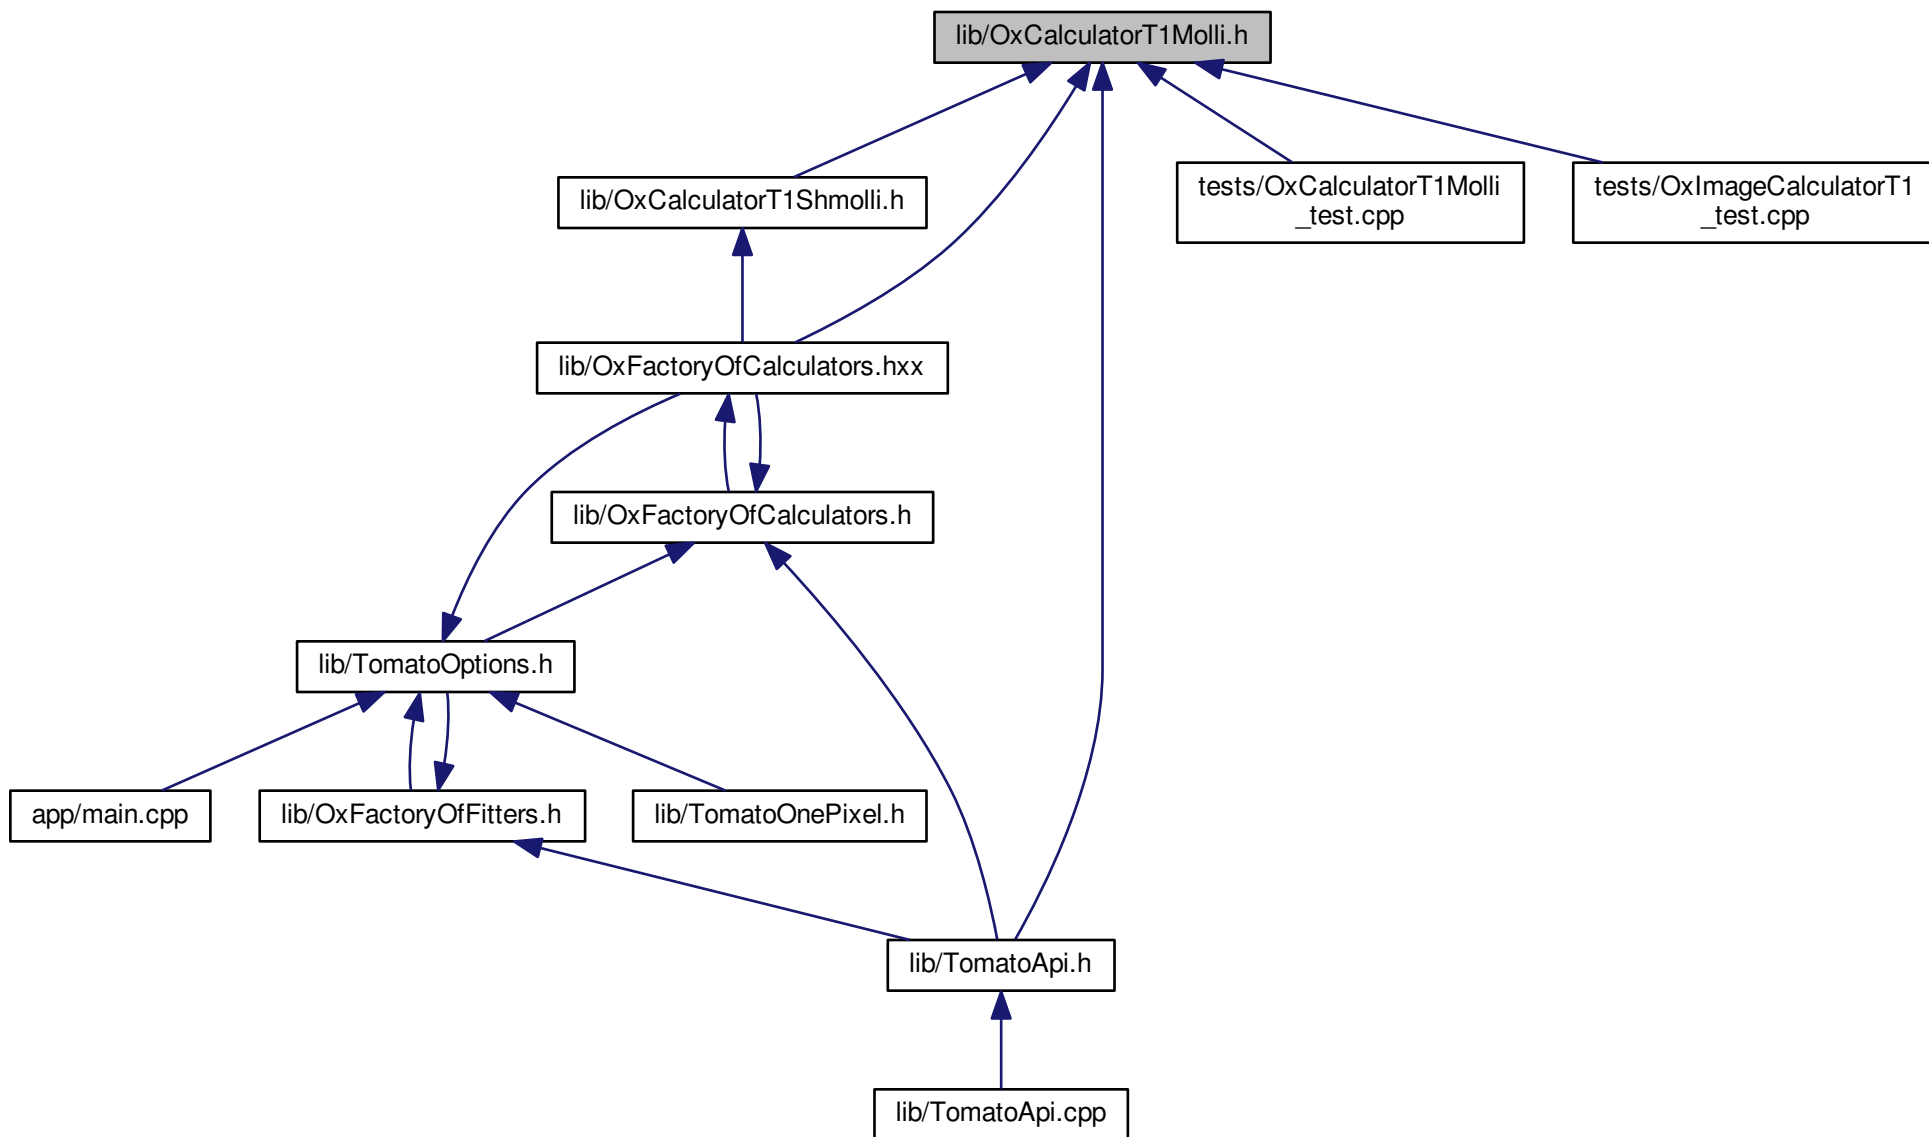 lib/OxCalculatorT1Molli.h
lib/OxCalculatorT1Shmolli.h
tests/OxCalculatorT1Molli
_test.cpp
tests/OxImageCalculatorT1
_test.cpp
lib/OxFactoryOfCalculators.hxx
lib/OxFactoryOfCalculators.h
lib/TomatoOptions.h
app/main.cpp
lib/OxFactoryOfFitters.h
lib/TomatoOnePixel.h
lib/TomatoApi.h
lib/TomatoApi.cpp